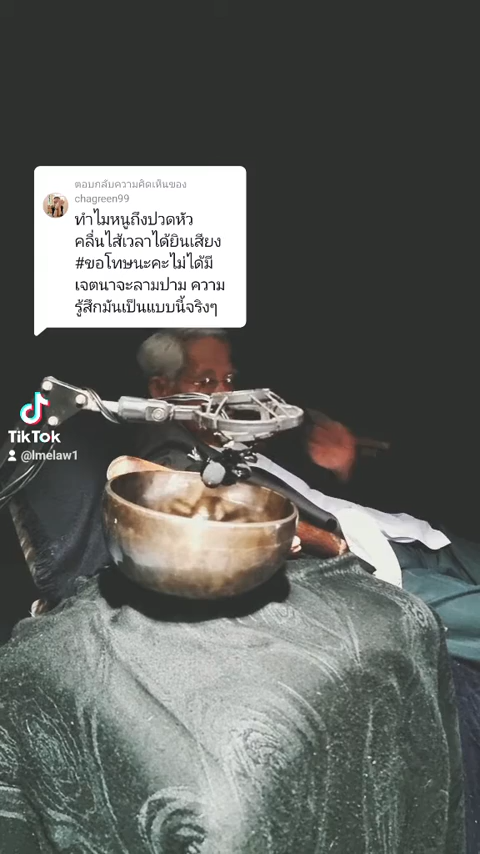 ตอบกลับความคิดเห็นของ
chagreen99
ทำไมหนูถึงปวดหัว
คลื่นไส้เวลาได้ยินเสียง
#ขอโทษนะคะไม่ได้มี
เจตนาจะลามปาม ความ
รู้สึกมันเป็นแบบนี้จริงๆ
TikTok
@lmelaw1